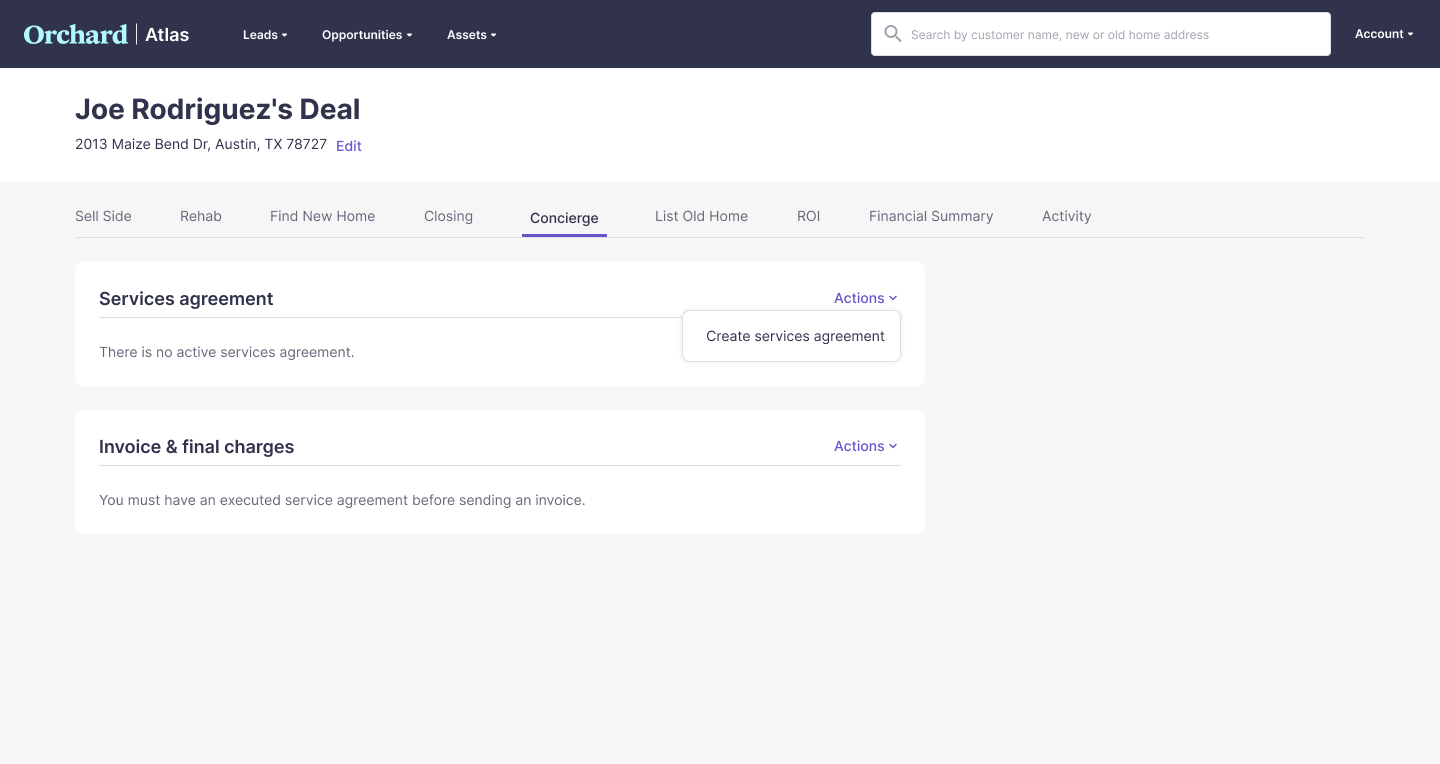 Orchard | Atlas Leads Opportunities Assets Search by customer name, new or old home address Account
Joe Rodriguez's Deal
2013 Maize Bend Dr, Austin, TX 78727 Edit
Sell Side Rehab Find New Home Closing Concierge List Old Home ROI Financial Summary Activity
Services agreement Actions
Create services agreement
There is no active services agreement.
Invoice & final charges Actions
You must have an executed service agreement before sending an invoice.